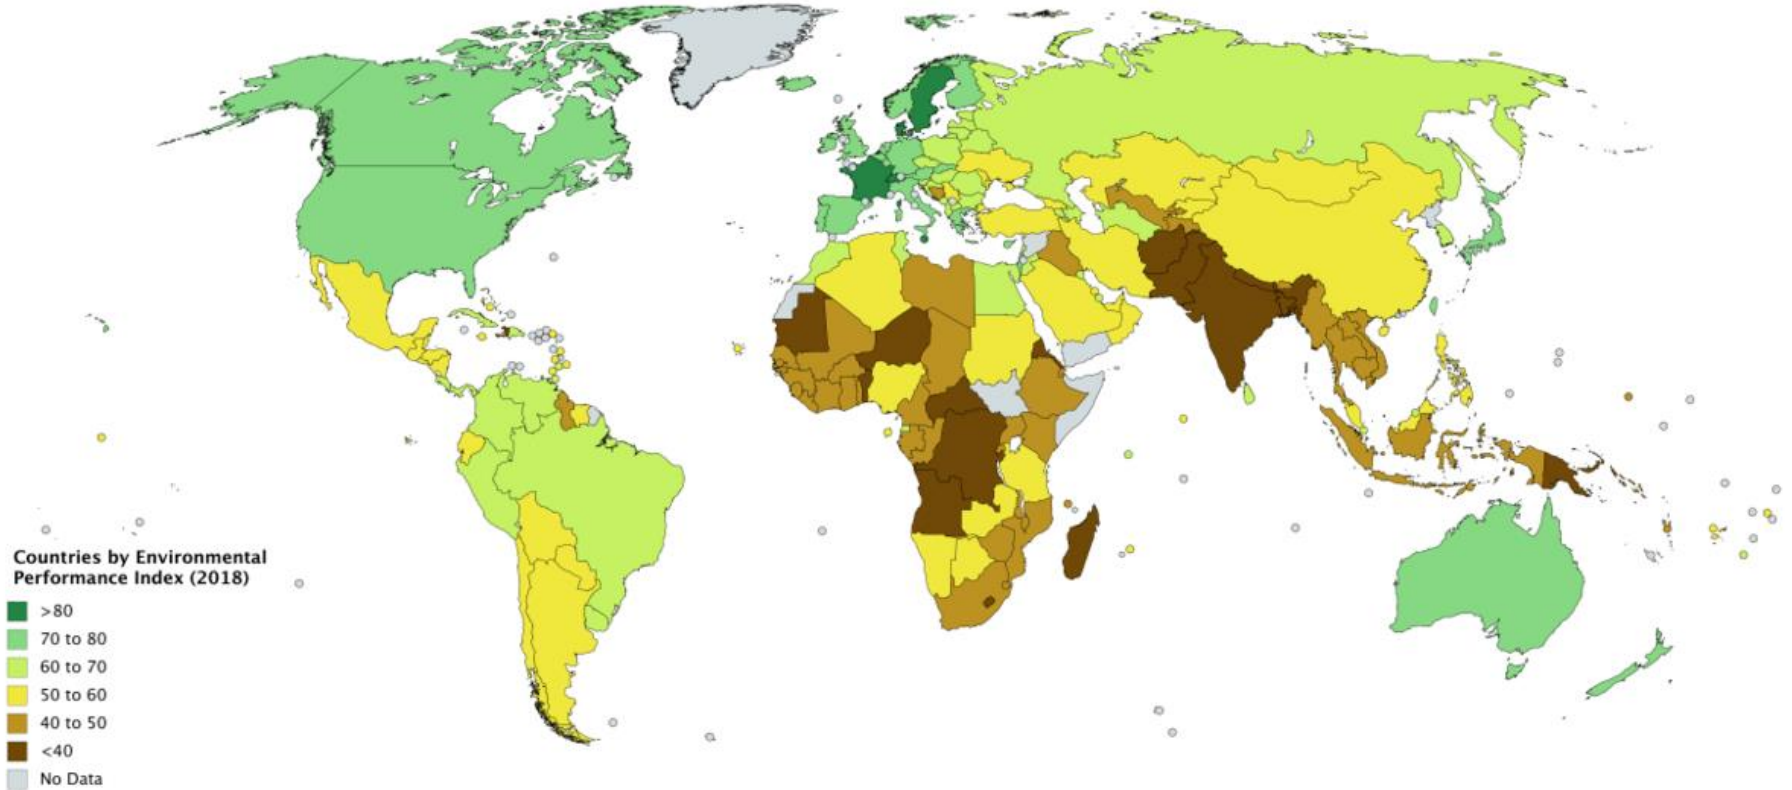 Countries by Environmental
Performance Index (2018)
>80
70 to 80
60 to 70
50 to 60
40 to 50
<40
No Data